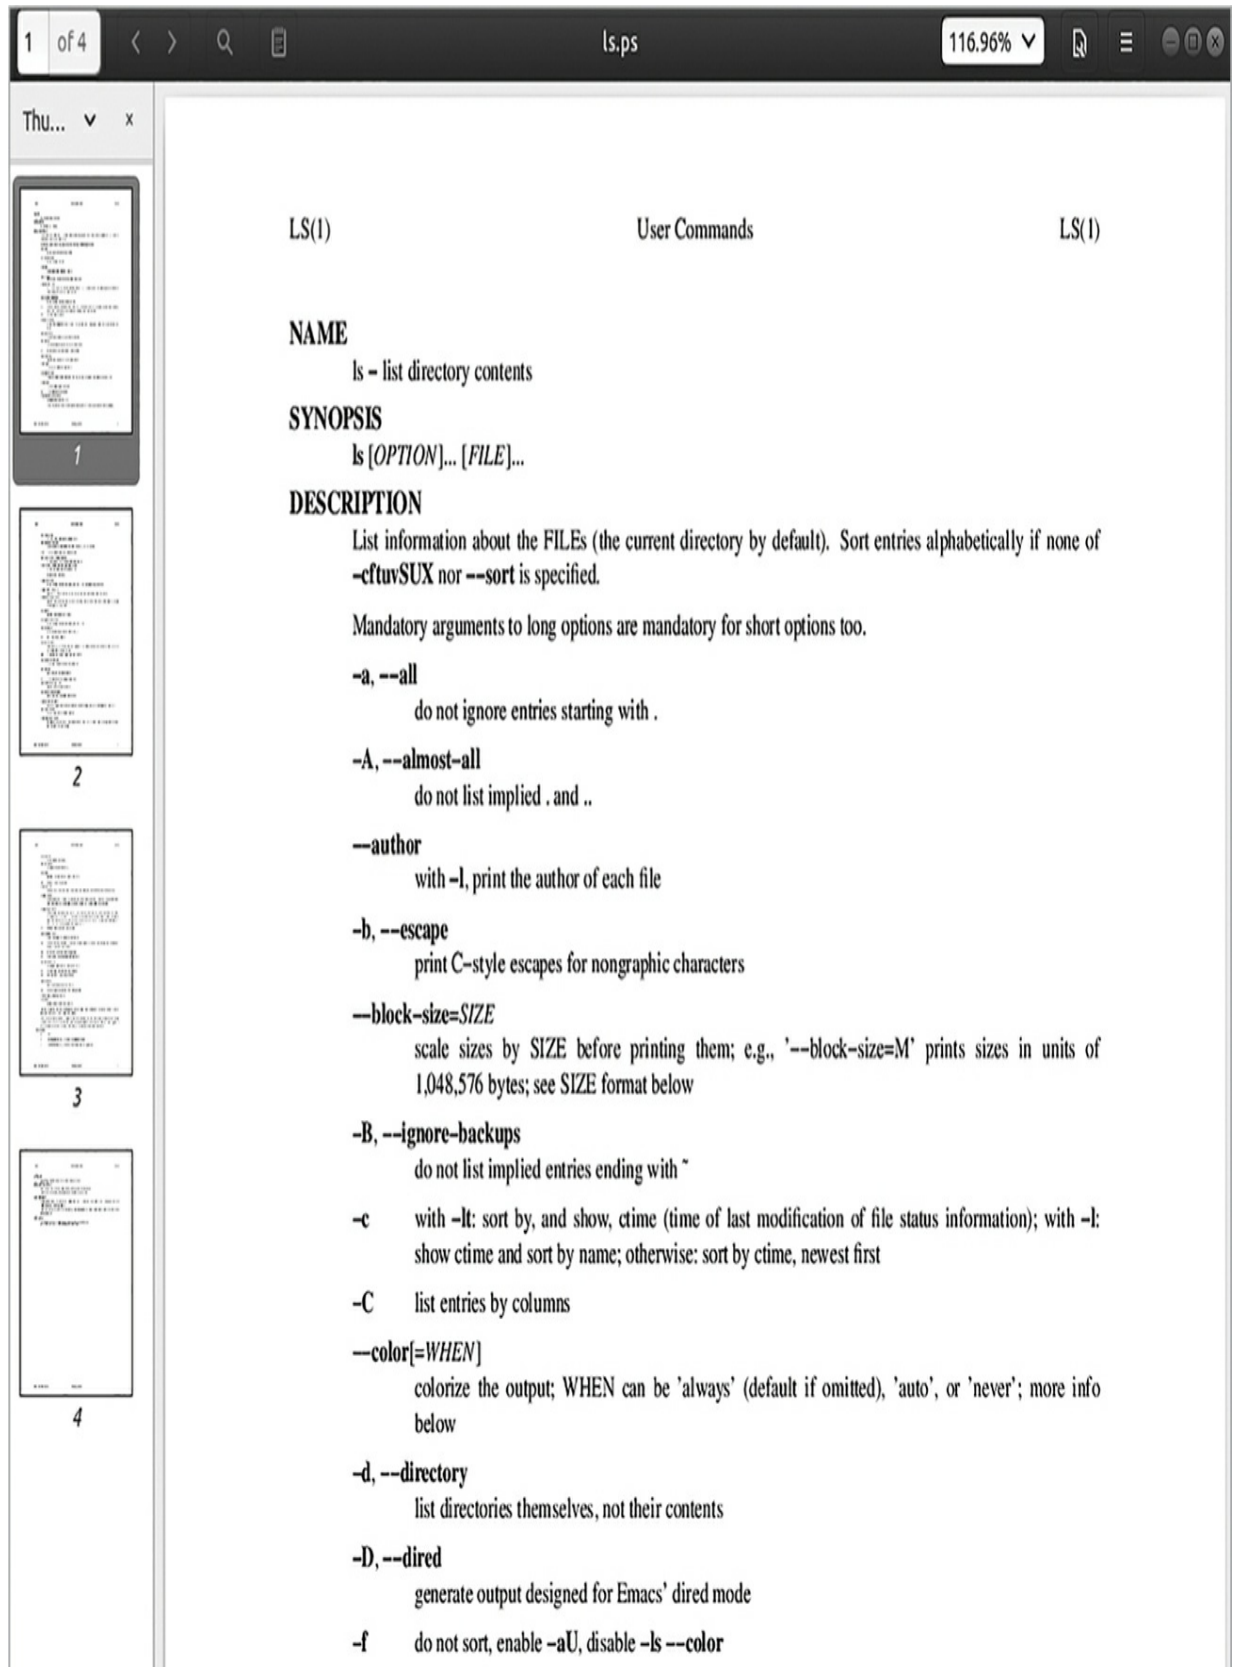 1 of 4 ls.ps 116.96%
Thu... x
1
2
3
4
LS(1) User Commands LS(1)
NAME
ls – list directory contents
SYNOPSIS
ls [OPTION]... [FILE]...
DESCRIPTION
List information about the FILEs (the current directory by default). Sort entries alphabetically if none of
–cftuvSUX nor ––sort is specified.
Mandatory arguments to long options are mandatory for short options too.
–a, ––all
do not ignore entries starting with .
–A, ––almost–all
do not list implied . and ..
––author
with –l, print the author of each file
–b, ––escape
print C–style escapes for nongraphic characters
––block–size=SIZE
scale sizes by SIZE before printing them; e.g., '––block–size=M' prints sizes in units of
1,048,576 bytes; see SIZE format below
–B, ––ignore–backups
do not list implied entries ending with ~
–c with –lt: sort by, and show, ctime (time of last modification of file status information); with –l:
show ctime and sort by name; otherwise: sort by ctime, newest first
–C list entries by columns
––color[=WHEN]
colorize the output; WHEN can be 'always' (default if omitted), 'auto', or 'never'; more info
below
–d, ––directory
list directories themselves, not their contents
–D, ––dired
generate output designed for Emacs' dired mode
–f do not sort, enable –aU, disable –ls ––color